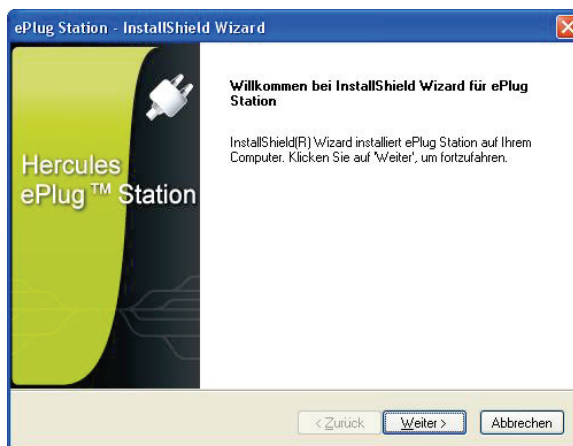 ePlug Station - InstallShield Wizard
Hercules
ePlug™ Station
Willkommen bei InstallShield Wizard für ePlug
Station
InstallShield(R) Wizard installiert ePlug Station auf Ihrem
Computer. Klicken Sie auf 'Weiter', um fortzufahren.
< Zurück
Weiter >
Abbrechen